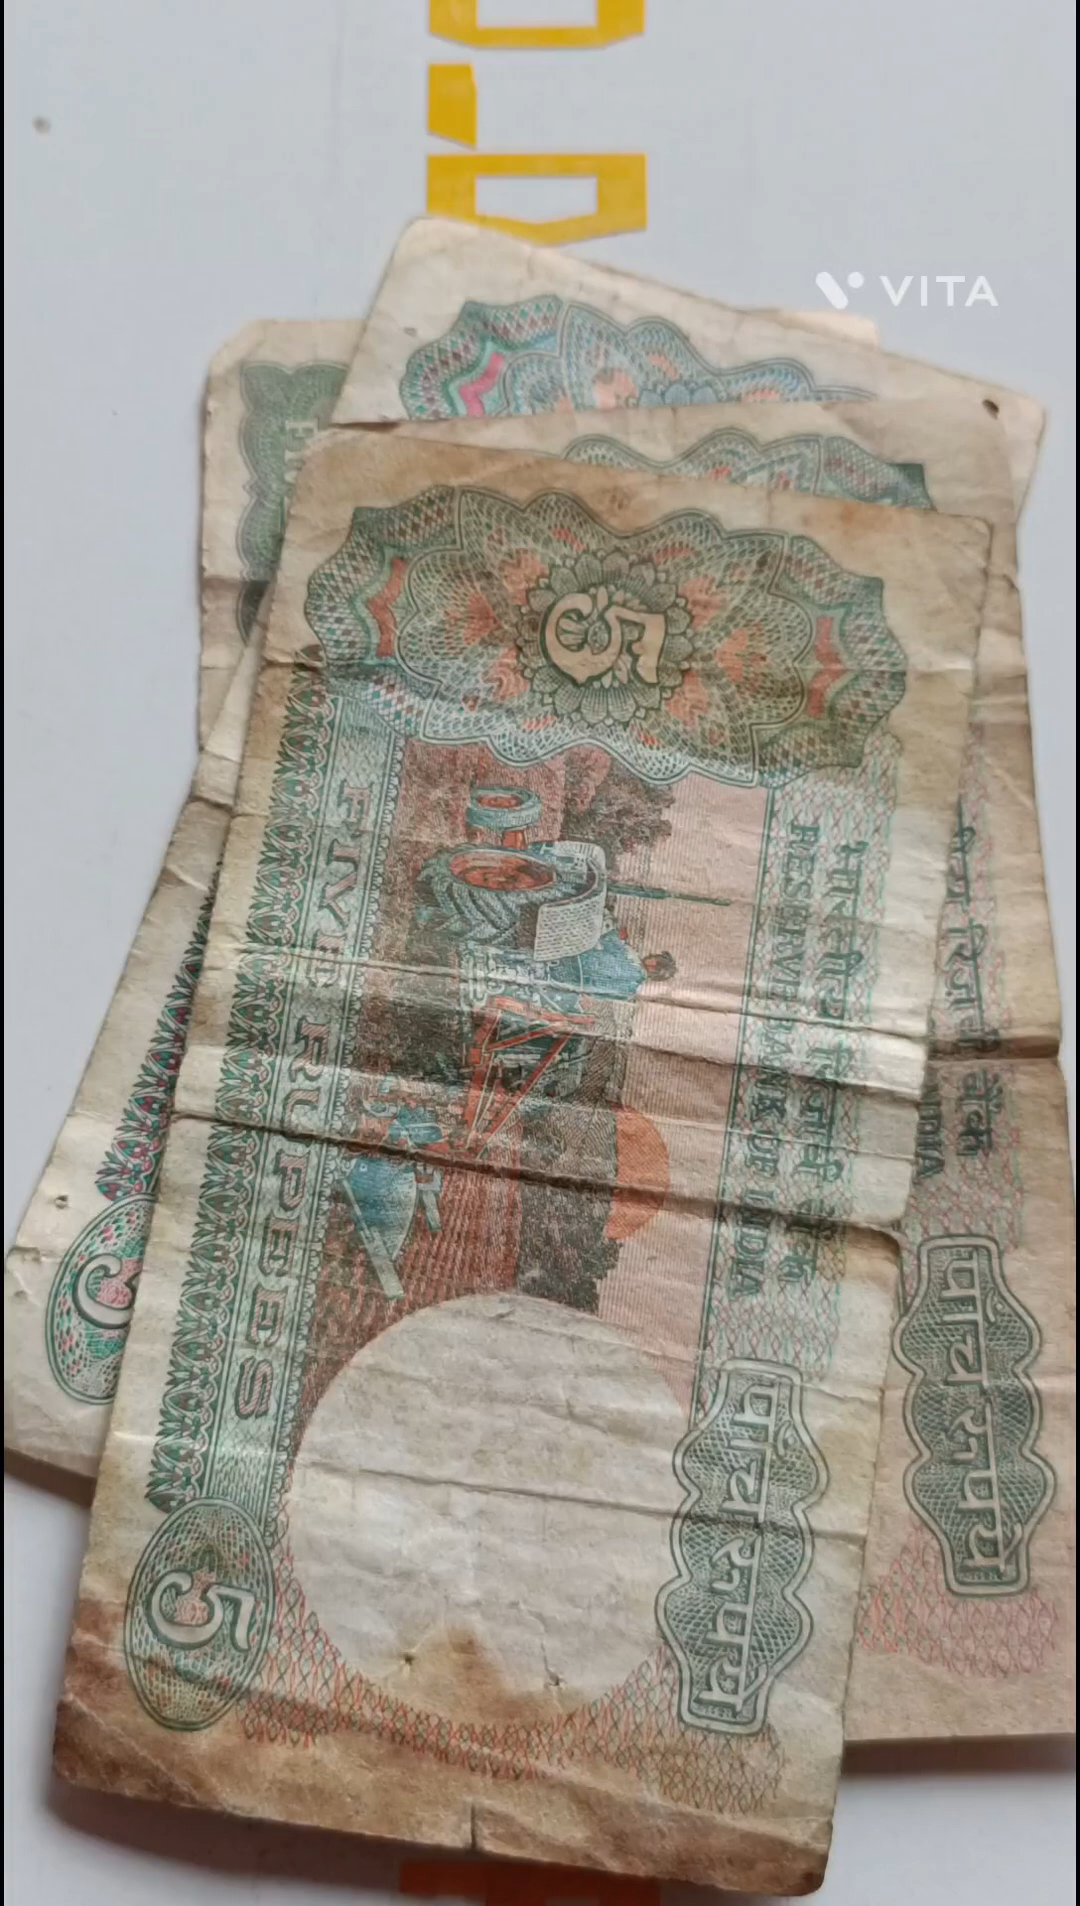 VITA
5
भारतीय रिज़र्व बैंक
RESERVE BANK OF INDIA
FIVE RUPEES
पाँच रुपये
5
रिज़र्व बैंक
INDIA
पाँच रुपये
5